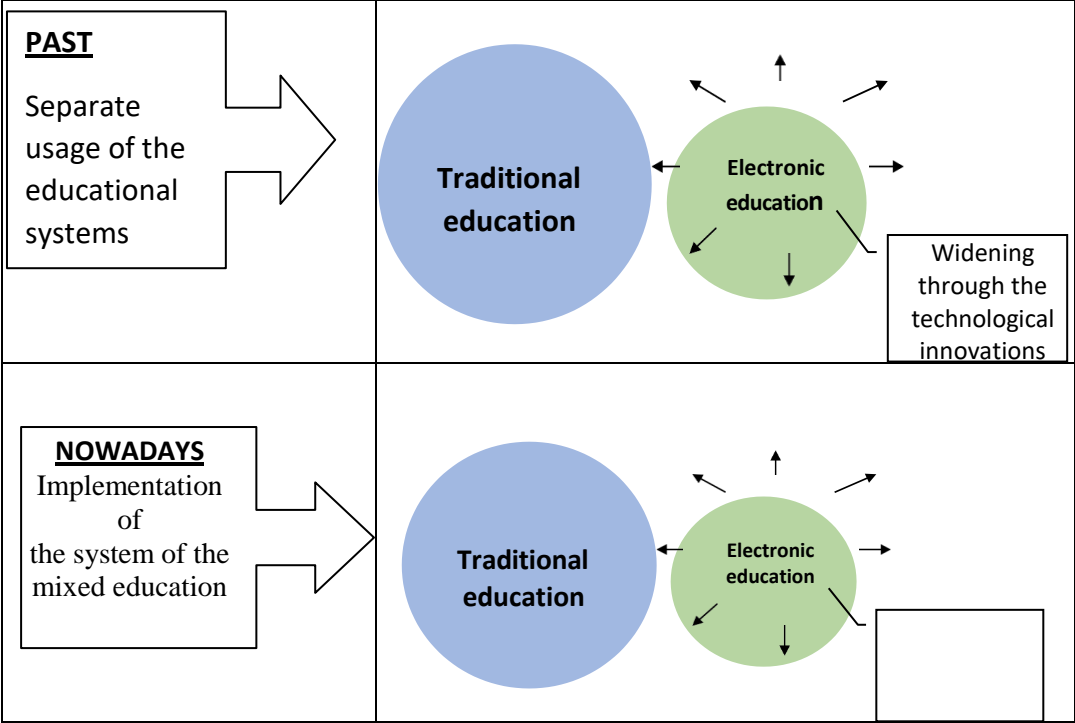 PAST
Separate
usage of the
educational
systems
Traditional
education
Electronic
education
Widening
through the
technological
innovations
NOWADAYS
Implementation
of
the system of the
mixed education
Traditional
education
Electronic
education